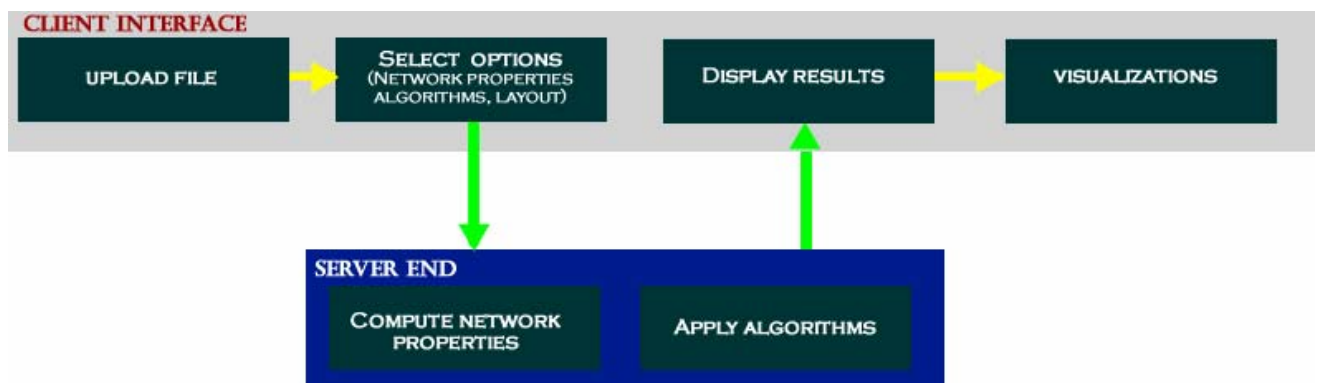 CLIENT INTERFACE
UPLOAD FILE
SELECT OPTIONS
(NETWORK PROPERTIES
ALGORITHMS, LAYOUT)
DISPLAY RESULTS
VISUALIZATIONS
SERVER END
COMPUTE NETWORK
PROPERTIES
APPLY ALGORITHMS